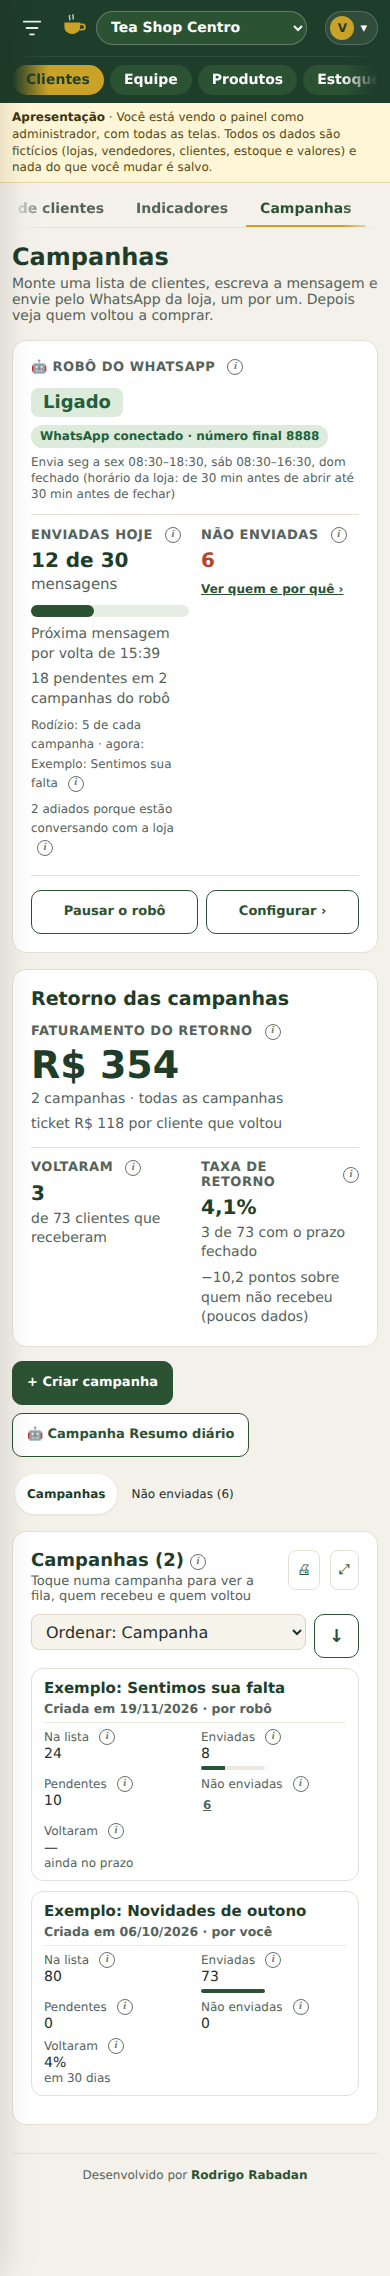 Tea Shop Centro
V ▾
Clientes
Equipe
Produtos
Estoque
Apresentação · Você está vendo o painel como
administrador, com todas as telas. Todos os dados são
fictícios (lojas, vendedores, clientes, estoque e valores) e
nada do que você mudar é salvo.
de clientes
Indicadores
Campanhas
Campanhas
Monte uma lista de clientes, escreva a mensagem e
envie pelo WhatsApp da loja, um por um. Depois
veja quem voltou a comprar.
🤖 ROBÔ DO WHATSAPP i
Ligado
WhatsApp conectado · número final 8888
Envia seg a sex 08:30–18:30, sáb 08:30–16:30, dom
fechado (horário da loja: de 30 min antes de abrir até
30 min antes de fechar)
ENVIADAS HOJE i
12 de 30
mensagens
Próxima mensagem
por volta de 15:39
18 pendentes em 2
campanhas do robô
Rodízio: 5 de cada
campanha · agora:
Exemplo: Sentimos sua
falta i
2 adiados porque estão
conversando com a loja
i
NÃO ENVIADAS i
6
Ver quem e por quê ›
Pausar o robô
Configurar ›
Retorno das campanhas
FATURAMENTO DO RETORNO i
R$ 354
2 campanhas · todas as campanhas
ticket R$ 118 por cliente que voltou
VOLTARAM i
3
de 73 clientes que
receberam
TAXA DE
RETORNO i
4,1%
3 de 73 com o prazo
fechado
−10,2 pontos sobre
quem não recebeu
(poucos dados)
+ Criar campanha
🤖 Campanha Resumo diário
Campanhas
Não enviadas (6)
Campanhas (2) i
Toque numa campanha para ver a
fila, quem recebeu e quem voltou
Ordenar: Campanha
↓
Exemplo: Sentimos sua falta
Criada em 19/11/2026 · por robô
Na lista i
24
Enviadas i
8
Pendentes i
10
Não enviadas i
6
Voltaram i
—
ainda no prazo
Exemplo: Novidades de outono
Criada em 06/10/2026 · por você
Na lista i
80
Enviadas i
73
Pendentes i
0
Não enviadas i
0
Voltaram i
4%
em 30 dias
Desenvolvido por Rodrigo Rabadan